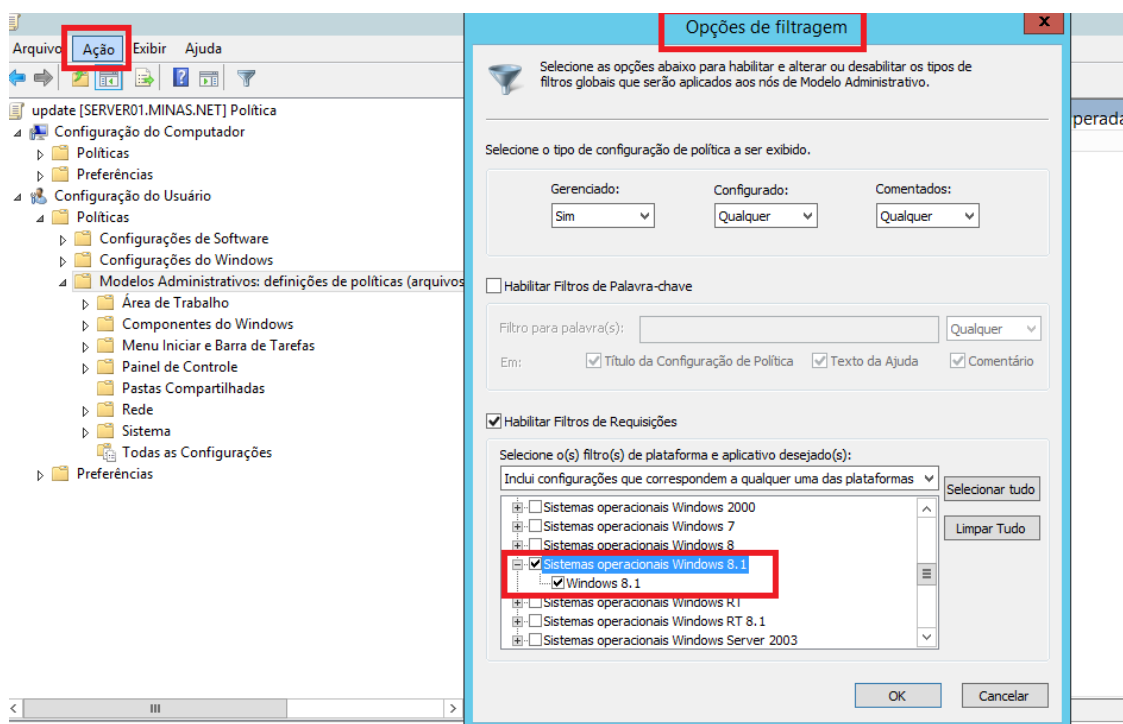 Opções de filtragem
x
Arquivo Ação Exibir Ajuda
Selecione as opções abaixo para habilitar e alterar ou desabilitar os tipos de
filtros globais que serão aplicados aos nós de Modelo Administrativo.
update [SERVER01.MINAS.NET] Política
Configuração do Computador
Políticas
Preferências
Configuração do Usuário
Políticas
Configurações de Software
Configurações do Windows
Modelos Administrativos: definições de políticas (arquivos
Área de Trabalho
Componentes do Windows
Menu Iniciar e Barra de Tarefas
Painel de Controle
Pastas Compartilhadas
Rede
Sistema
Todas as Configurações
Preferências
Selecione o tipo de configuração de política a ser exibido.
Gerenciado: Configurado: Comentados:
Sim Qualquer Qualquer
Habilitar Filtros de Palavra-chave
Filtro para palavra(s): Qualquer
Em: Título da Configuração de Política Texto da Ajuda Comentário
Habilitar Filtros de Requisições
Selecione o(s) filtro(s) de plataforma e aplicativo desejado(s):
Inclui configurações que correspondem a qualquer uma das plataformas
Selecionar tudo
Limpar Tudo
Sistemas operacionais Windows 2000
Sistemas operacionais Windows 7
Sistemas operacionais Windows 8
Sistemas operacionais Windows 8.1
Windows 8.1
Sistemas operacionais Windows RT
Sistemas operacionais Windows RT 8.1
Sistemas operacionais Windows Server 2003
OK Cancelar